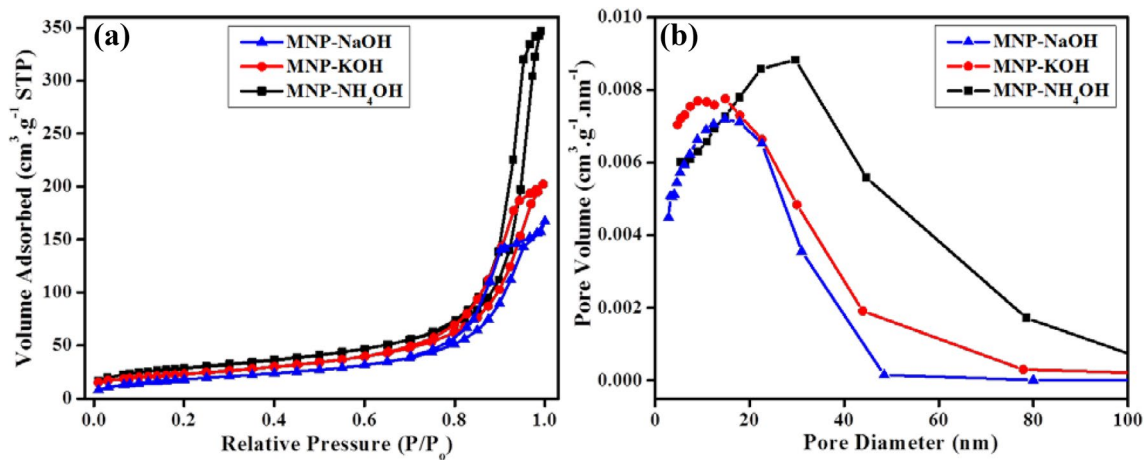 (a)
MNP-NaOH
MNP-KOH
MNP-NH₄OH
350
300
250
200
150
100
50
0
Volume Adsorbed (cm³.g⁻¹ STP)
0.0 0.2 0.4 0.6 0.8 1.0
Relative Pressure (P/P₀)
(b)
MNP-NaOH
MNP-KOH
MNP-NH₄OH
0.010
0.008
0.006
0.004
0.002
0.000
Pore Volume (cm³.g⁻¹.nm⁻¹)
0 20 40 60 80 100
Pore Diameter (nm)